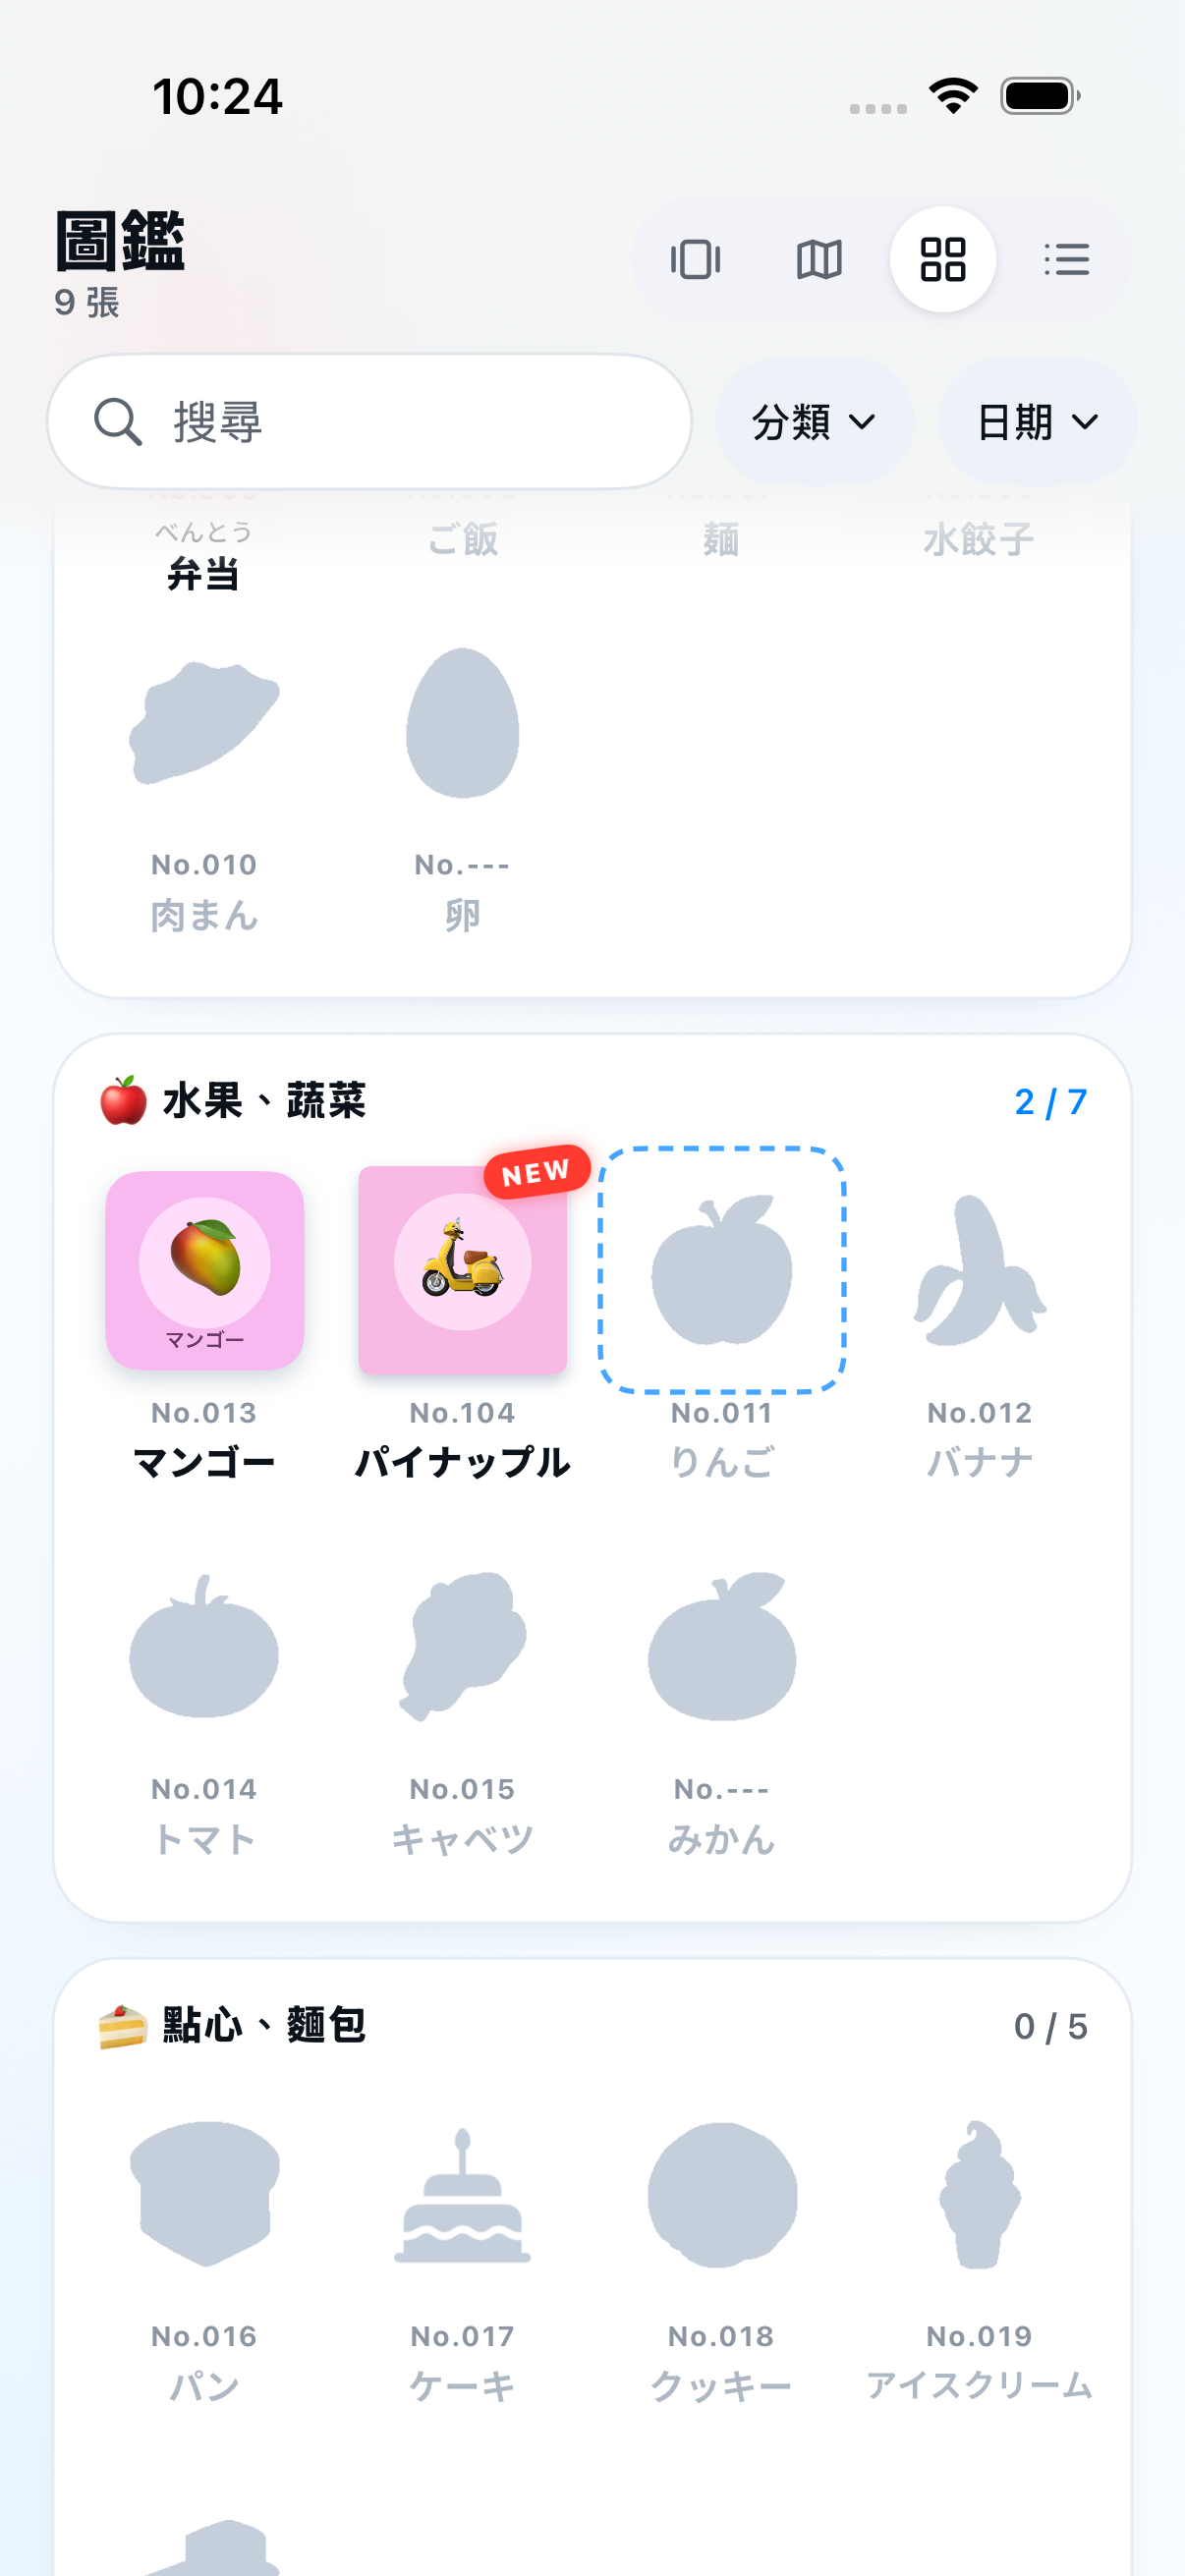 10:24
圖鑑
9 張
搜尋
分類
日期
べんとう
弁当
ご飯
麺
水餃子
No.010
肉まん
No.---
卵
水果、蔬菜
2 / 7
マンゴー
NEW
No.013
マンゴー
No.104
パイナップル
No.011
りんご
No.012
バナナ
No.014
トマト
No.015
キャベツ
No.---
みかん
點心、麵包
0 / 5
No.016
パン
No.017
ケーキ
No.018
クッキー
No.019
アイスクリーム